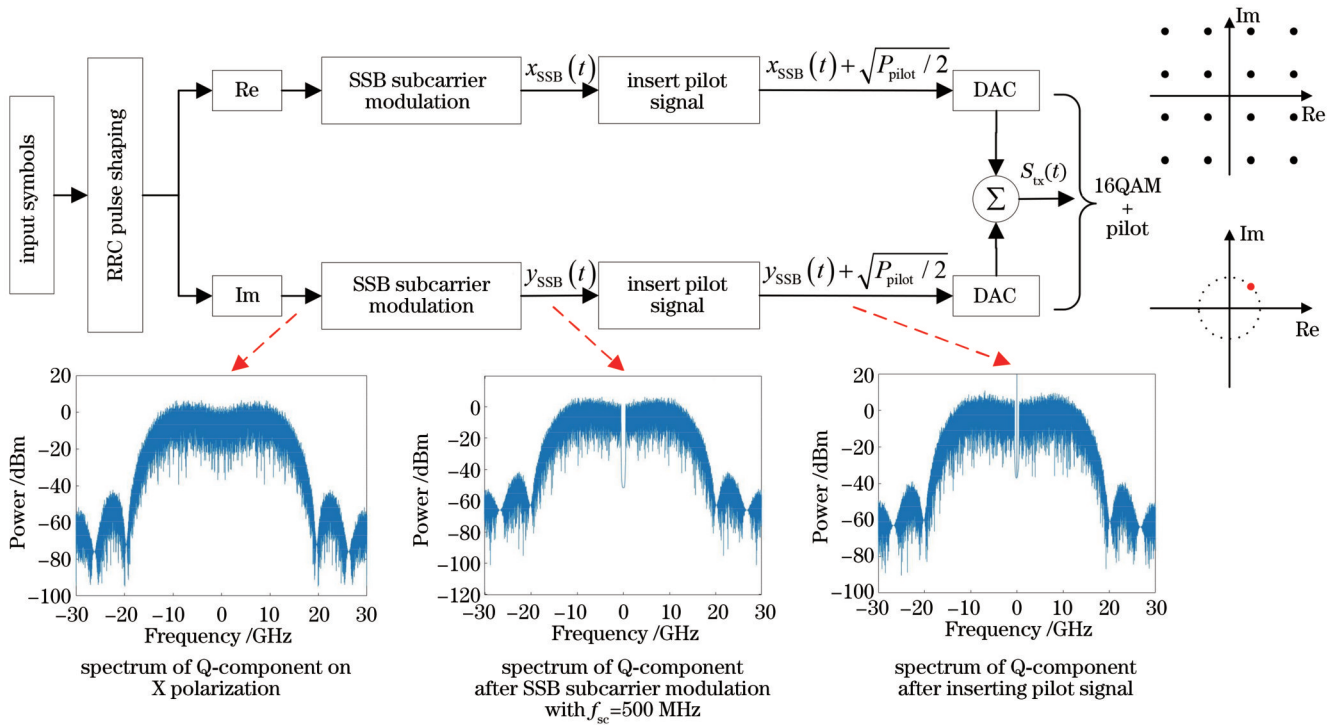 input symbols
RRC pulse shaping
Re
SSB subcarrier
modulation
x_SSB(t)
insert pilot
signal
x_SSB(t)+√(P_pilot/2)
DAC
Im
SSB subcarrier
modulation
y_SSB(t)
insert pilot
signal
y_SSB(t)+√(P_pilot/2)
DAC
Σ
S_tx(t)
16QAM
+
pilot
Im
Re
Im
Re
20
0
−20
−40
−60
−80
−100
Power /dBm
−30 −20 −10 0 10 20 30
Frequency /GHz
spectrum of Q-component on
X polarization
20
0
−20
−40
−60
−80
−100
−120
Power /dBm
−30 −20 −10 0 10 20 30
Frequency /GHz
spectrum of Q-component
after SSB subcarrier modulation
with f_sc=500 MHz
20
0
−20
−40
−60
−80
−100
Power /dBm
−30 −20 −10 0 10 20 30
Frequency /GHz
spectrum of Q-component
after inserting pilot signal